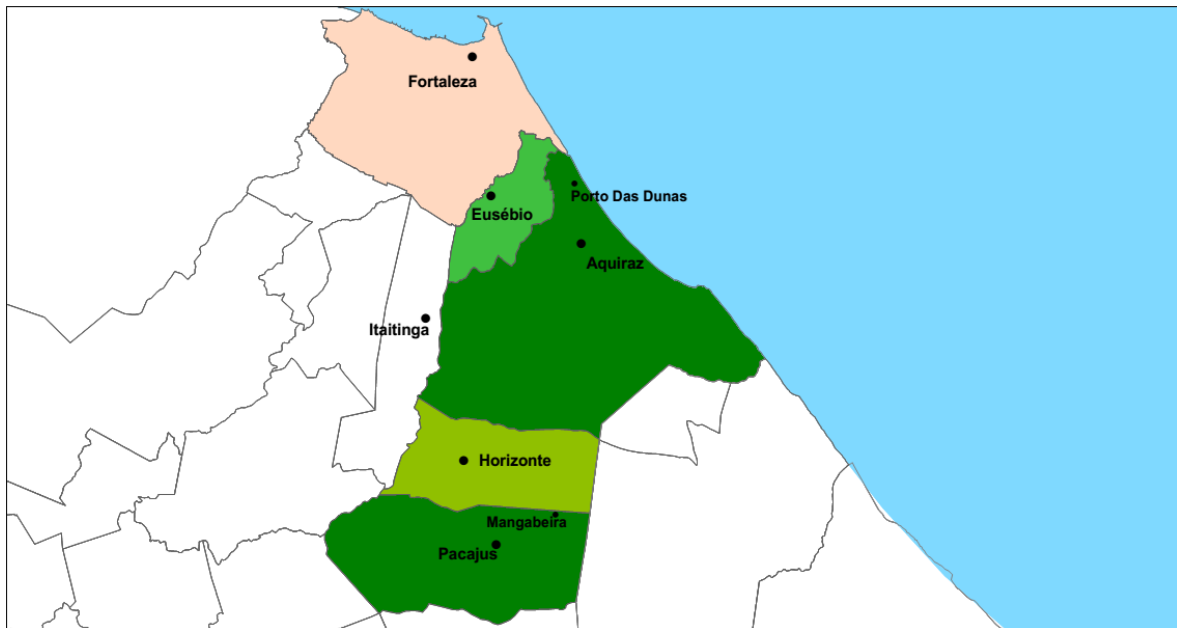 Fortaleza
Porto Das Dunas
Eusébio
Aquiraz
Itaitinga
Horizonte
Mangabeira
Pacajus